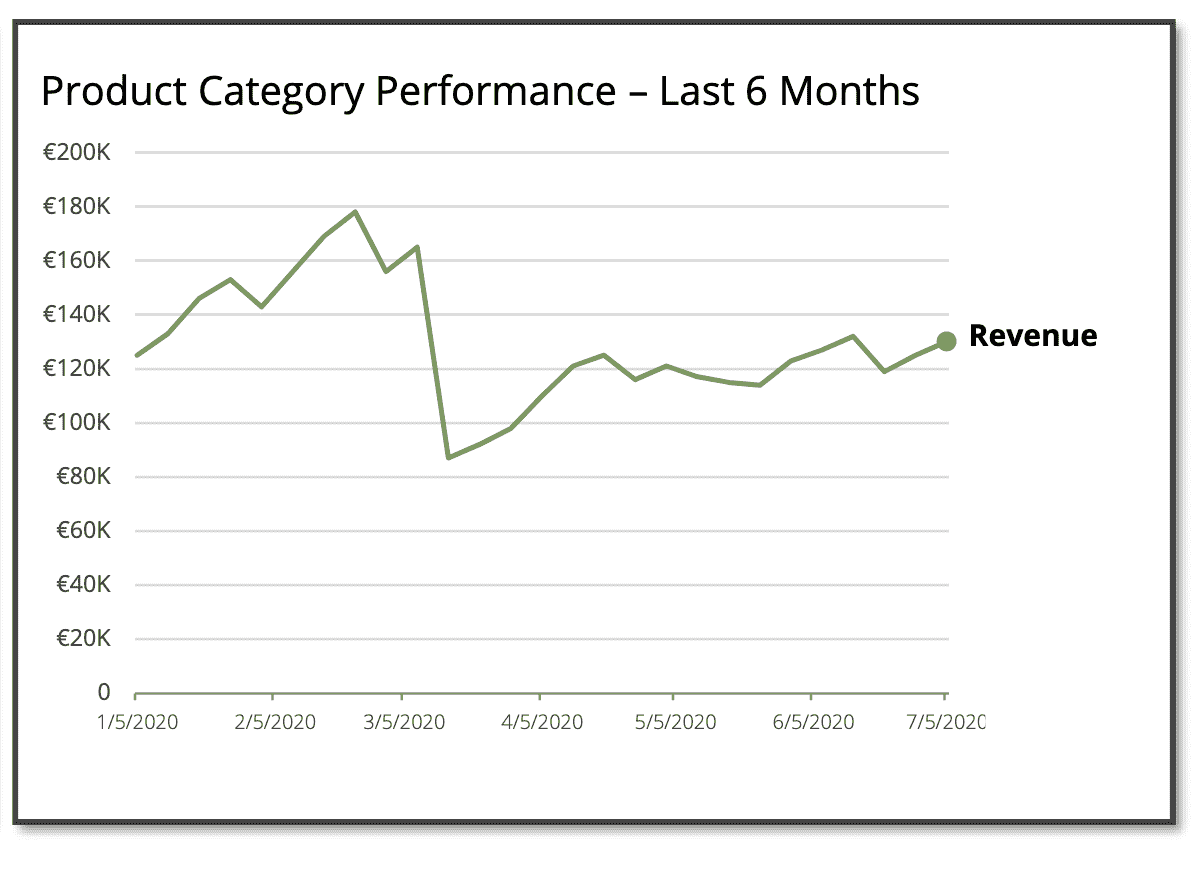 Product Category Performance – Last 6 Months
€200K
€180K
€160K
€140K
€120K
€100K
€80K
€60K
€40K
€20K
0
Revenue
1/5/2020 2/5/2020 3/5/2020 4/5/2020 5/5/2020 6/5/2020 7/5/2020